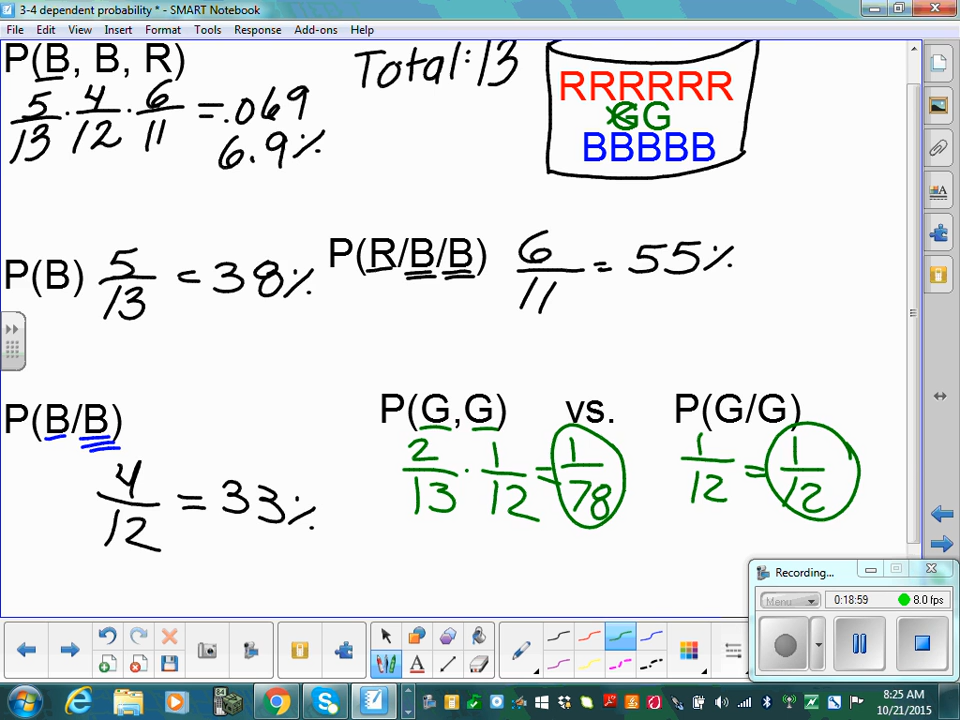 3-4 dependent probability * - SMART Notebook
File Edit View Insert Format Tools Response Add-ons Help
P(B, B, R)
5/13 · 4/12 · 6/11 = .069
6.9%
Total: 13
RRRRRR
GG
BBBBB
P(B) 5/13 = 38%
P(R/B/B) 6/11 = 55%
P(B/B)
4/12 = 33%
P(G,G) vs. P(G/G)
2/13 · 1/12 = 1/78
1/12 = 1/12
Recording...
Menu 0:18:59 8.0 fps
8:25 AM
10/21/2015